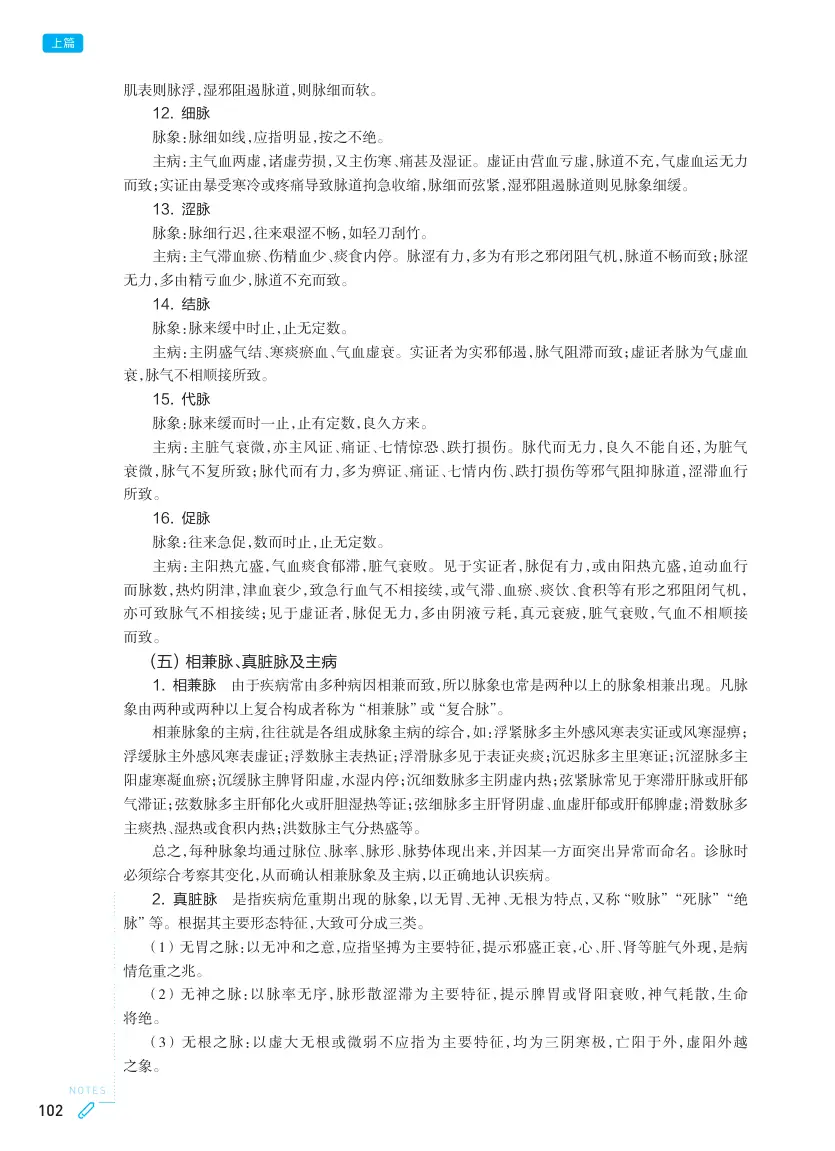 上篇
肌表则脉浮,湿邪阻遏脉道,则脉细而软。
12. 细脉
脉象:脉细如线,应指明显,按之不绝。
主病:主气血两虚,诸虚劳损,又主伤寒、痛甚及湿证。虚证由营血亏虚,脉道不充,气虚血运无力
而致;实证由暴受寒冷或疼痛导致脉道拘急收缩,脉细而弦紧,湿邪阻遏脉道则见脉象细缓。
13. 涩脉
脉象:脉细行迟,往来艰涩不畅,如轻刀刮竹。
主病:主气滞血瘀、伤精血少、痰食内停。脉涩有力,多为有形之邪闭阻气机,脉道不畅而致;脉涩
无力,多由精亏血少,脉道不充而致。
14. 结脉
脉象:脉来缓中时止,止无定数。
主病:主阴盛气结、寒痰瘀血、气血虚衰。实证者为实邪郁遏,脉气阻滞而致;虚证者脉为气虚血
衰,脉气不相顺接所致。
15. 代脉
脉象:脉来缓而时一止,止有定数,良久方来。
主病:主脏气衰微,亦主风证、痛证、七情惊恐、跌打损伤。脉代而无力,良久不能自还,为脏气
衰微,脉气不复所致;脉代而有力,多为痹证、痛证、七情内伤、跌打损伤等邪气阻抑脉道,涩滞血行
所致。
16. 促脉
脉象:往来急促,数而时止,止无定数。
主病:主阳热亢盛,气血痰食郁滞,脏气衰败。见于实证者,脉促有力,或由阳热亢盛,迫动血行
而脉数,热灼阴津,津血衰少,致急行血气不相接续,或气滞、血瘀、痰饮、食积等有形之邪阻闭气机,
亦可致脉气不相接续;见于虚证者,脉促无力,多由阴液亏耗,真元衰疲,脏气衰败,气血不相顺接
而致。
(五) 相兼脉、真脏脉及主病
1. 相兼脉 由于疾病常由多种病因相兼而致,所以脉象也常是两种以上的脉象相兼出现。凡脉
象由两种或两种以上复合构成者称为 “相兼脉” 或 “复合脉”。
相兼脉象的主病,往往就是各组成脉象主病的综合,如:浮紧脉多主外感风寒表实证或风寒湿痹;
浮缓脉主外感风寒表虚证;浮数脉主表热证;浮滑脉多见于表证夹痰;沉迟脉多主里寒证;沉涩脉多主
阳虚寒凝血瘀;沉缓脉主脾肾阳虚,水湿内停;沉细数脉多主阴虚内热;弦紧脉常见于寒滞肝脉或肝郁
气滞证;弦数脉多主肝郁化火或肝胆湿热等证;弦细脉多主肝肾阴虚、血虚肝郁或肝郁脾虚;滑数脉多
主痰热、湿热或食积内热;洪数脉主气分热盛等。
总之,每种脉象均通过脉位、脉率、脉形、脉势体现出来,并因某一方面突出异常而命名。诊脉时
必须综合考察其变化,从而确认相兼脉象及主病,以正确地认识疾病。
2. 真脏脉 是指疾病危重期出现的脉象,以无胃、无神、无根为特点,又称 “败脉” “死脉” “绝
脉” 等。根据其主要形态特征,大致可分成三类。
(1) 无胃之脉:以无冲和之意,应指坚搏为主要特征,提示邪盛正衰,心、肝、肾等脏气外现,是病
情危重之兆。
(2) 无神之脉:以脉率无序,脉形散涩滞为主要特征,提示脾胃或肾阳衰败,神气耗散,生命
将绝。
(3) 无根之脉:以虚大无根或微弱不应指为主要特征,均为三阴寒极,亡阳于外,虚阳外越
之象。
NOTES
102